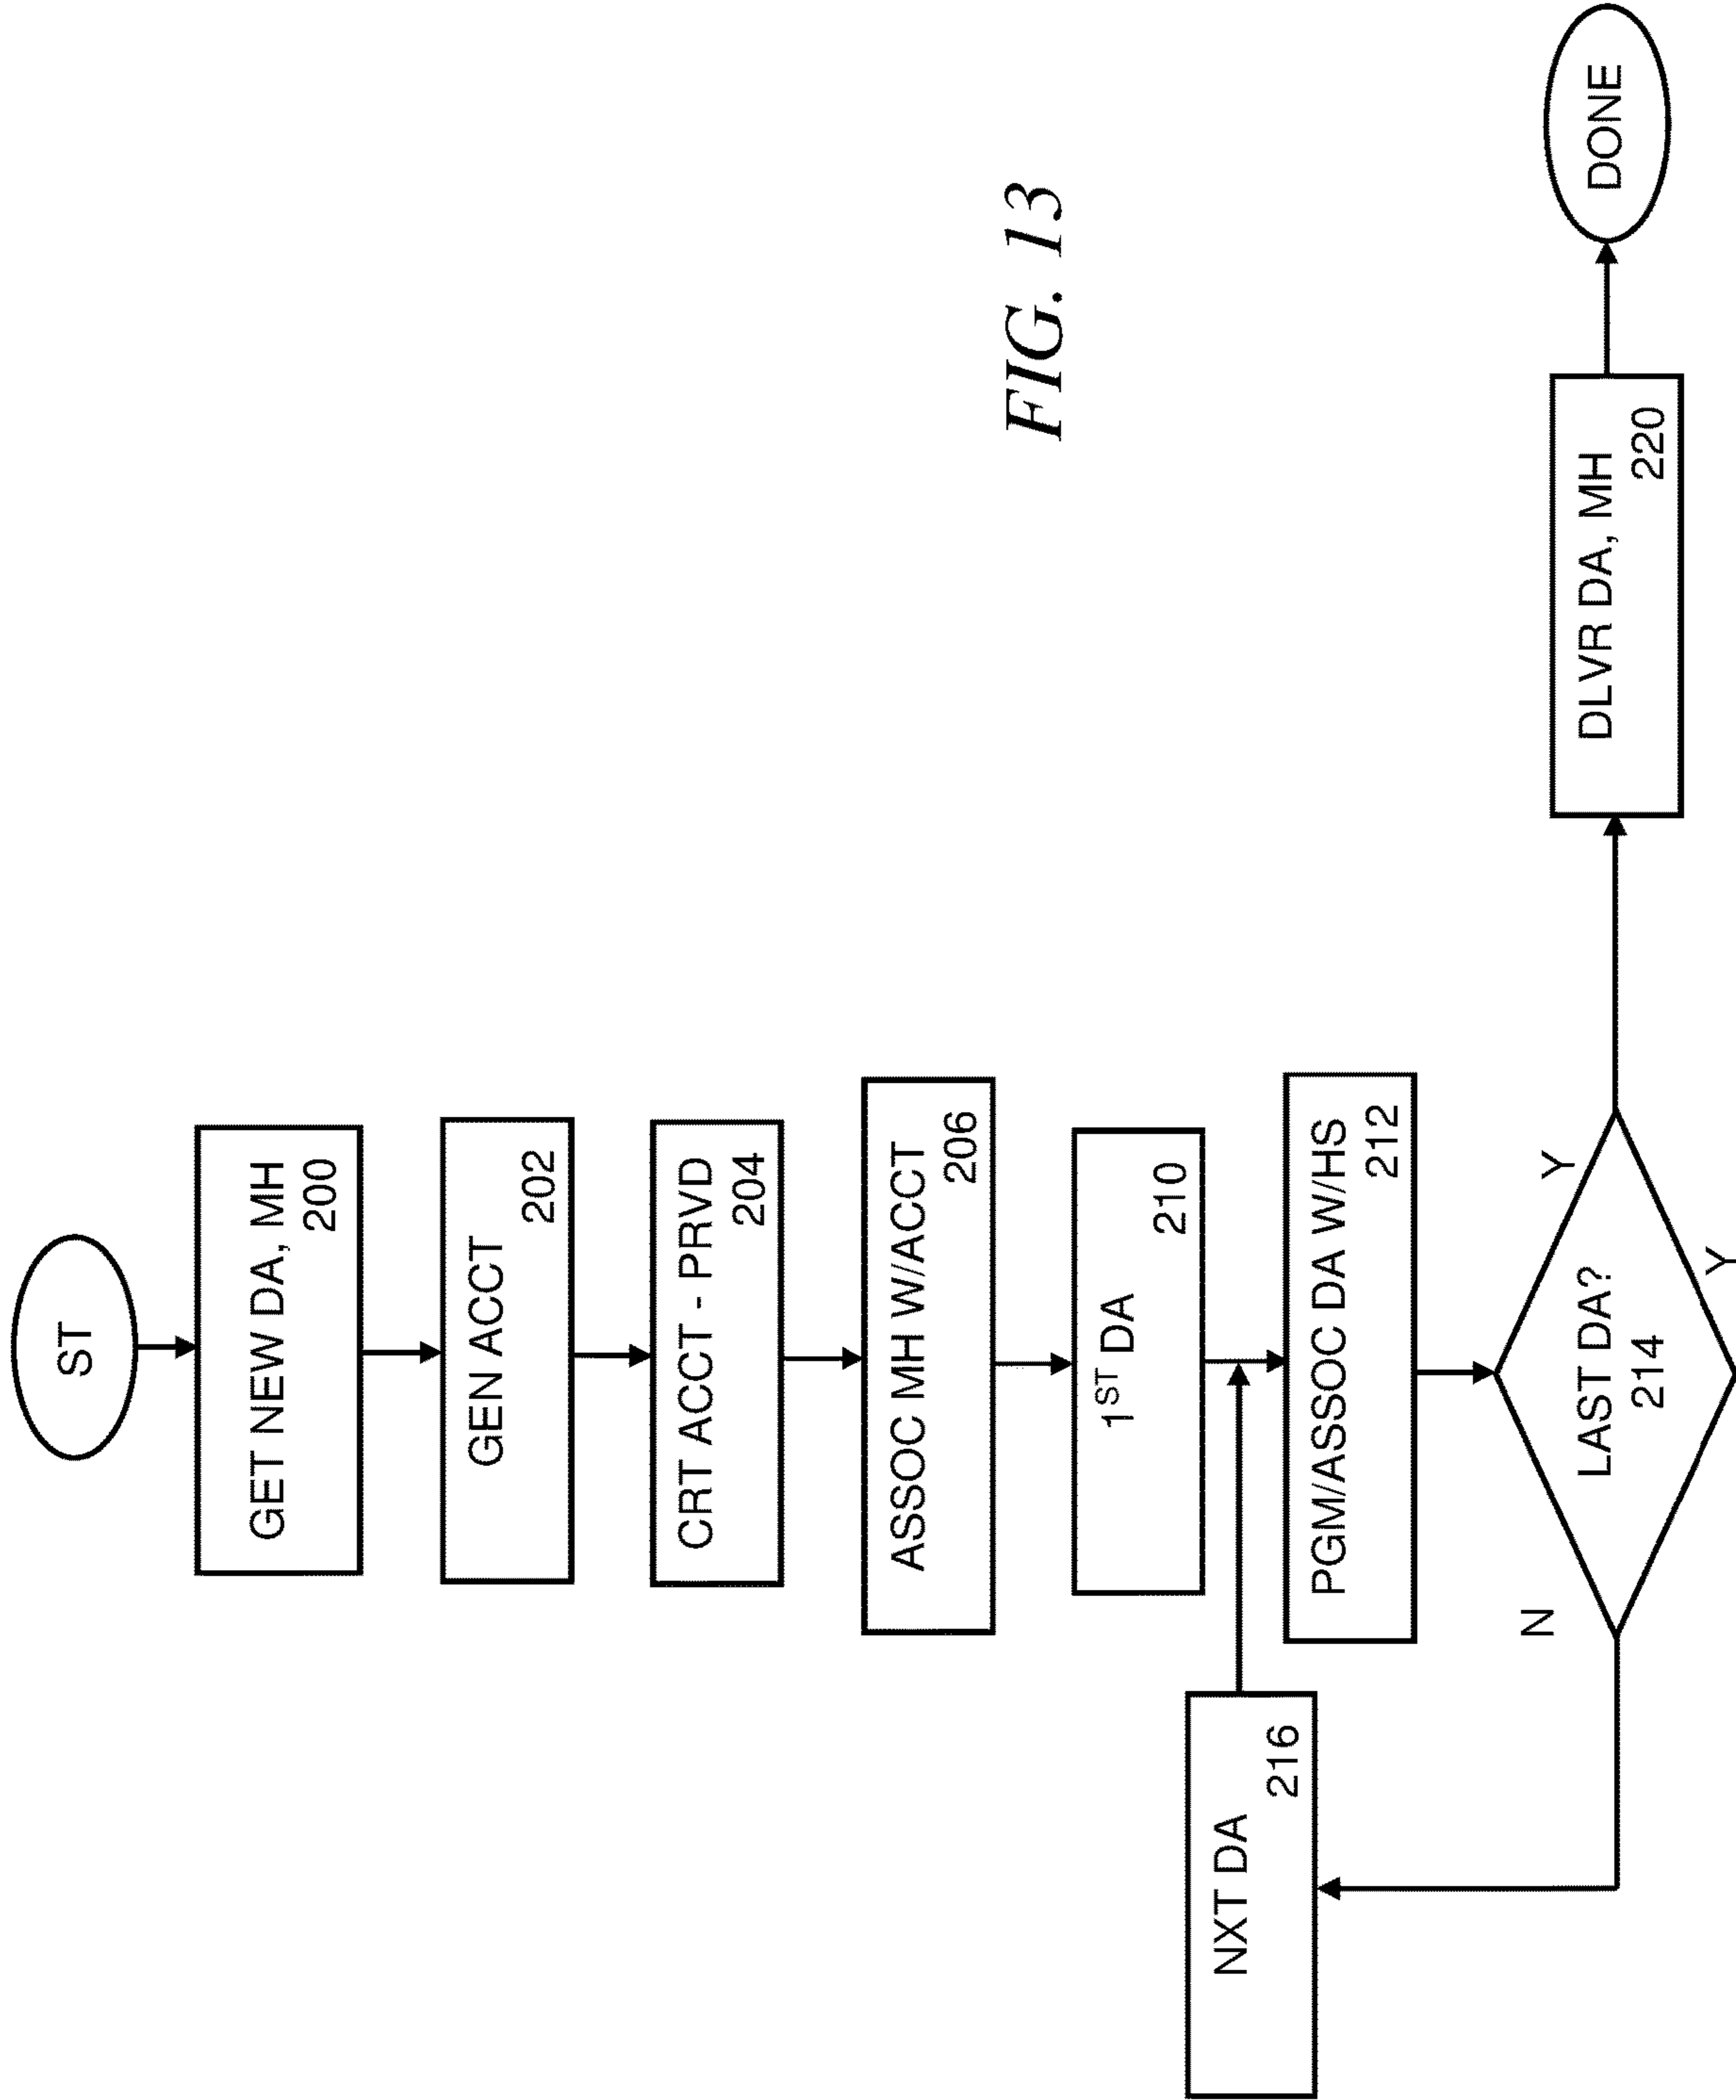 ST
GET NEW DA, MH
200
GEN ACCT
202
CRT ACCT - PRVD
204
ASSOC MH W/ACCT
206
1ST DA
210
NXT DA
216
PGM/ASSOC DA W/HS
212
N
LAST DA?
214
Y
Y
DLVR DA, MH
220
DONE
FIG. 13